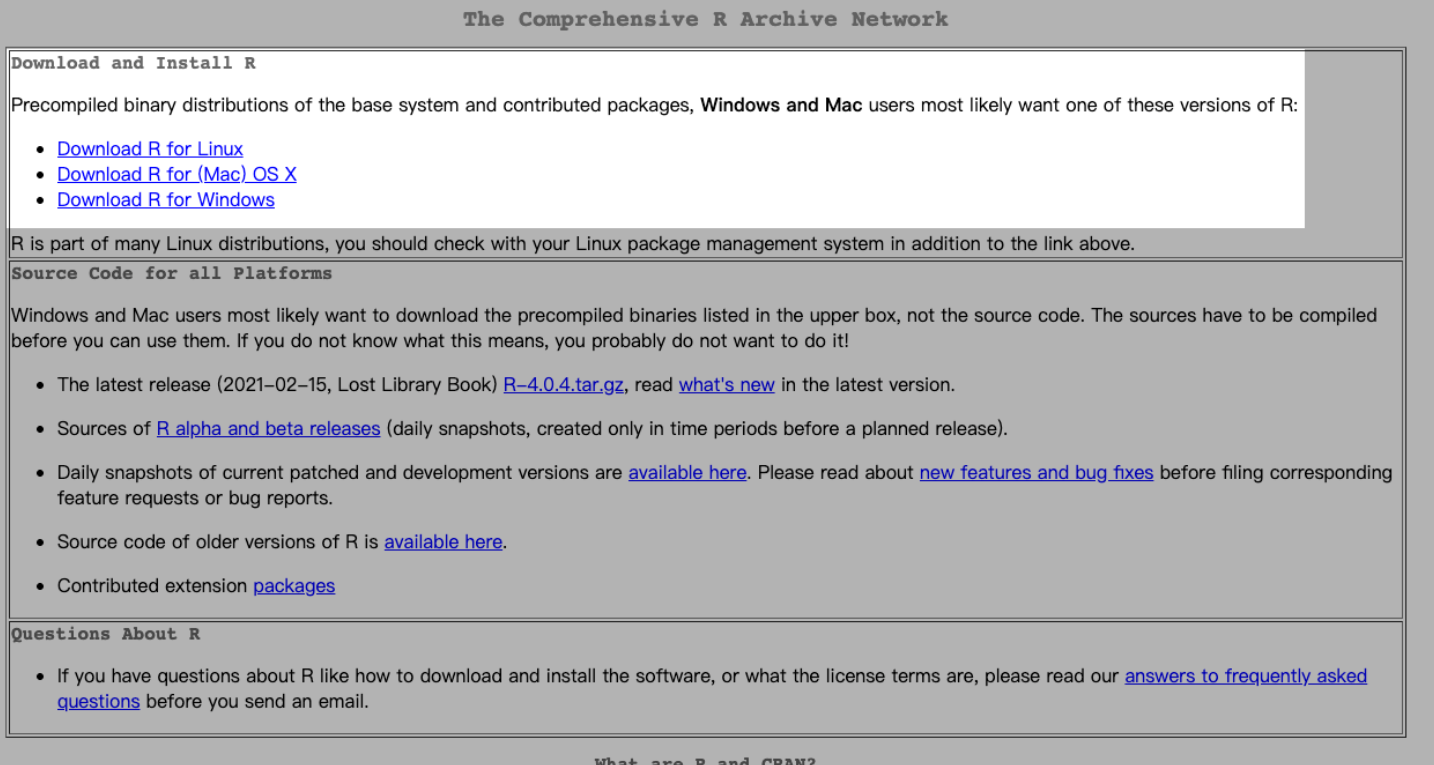 The Comprehensive R Archive Network
Download and Install R
Precompiled binary distributions of the base system and contributed packages, Windows and Mac users most likely want one of these versions of R:
Download R for Linux
Download R for (Mac) OS X
Download R for Windows
R is part of many Linux distributions, you should check with your Linux package management system in addition to the link above.
Source Code for all Platforms
Windows and Mac users most likely want to download the precompiled binaries listed in the upper box, not the source code. The sources have to be compiled
before you can use them. If you do not know what this means, you probably do not want to do it!
The latest release (2021-02-15, Lost Library Book) R-4.0.4.tar.gz, read what's new in the latest version.
Sources of R alpha and beta releases (daily snapshots, created only in time periods before a planned release).
Daily snapshots of current patched and development versions are available here. Please read about new features and bug fixes before filing corresponding
feature requests or bug reports.
Source code of older versions of R is available here.
Contributed extension packages
Questions About R
If you have questions about R like how to download and install the software, or what the license terms are, please read our answers to frequently asked
questions before you send an email.
What are R and CRAN?